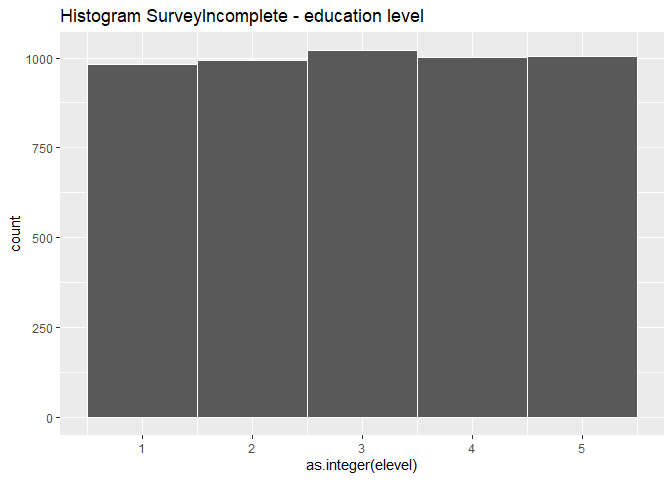 Histogram SurveyIncomplete - education level
1000
750
500
250
0
count
1 2 3 4 5
as.integer(elevel)